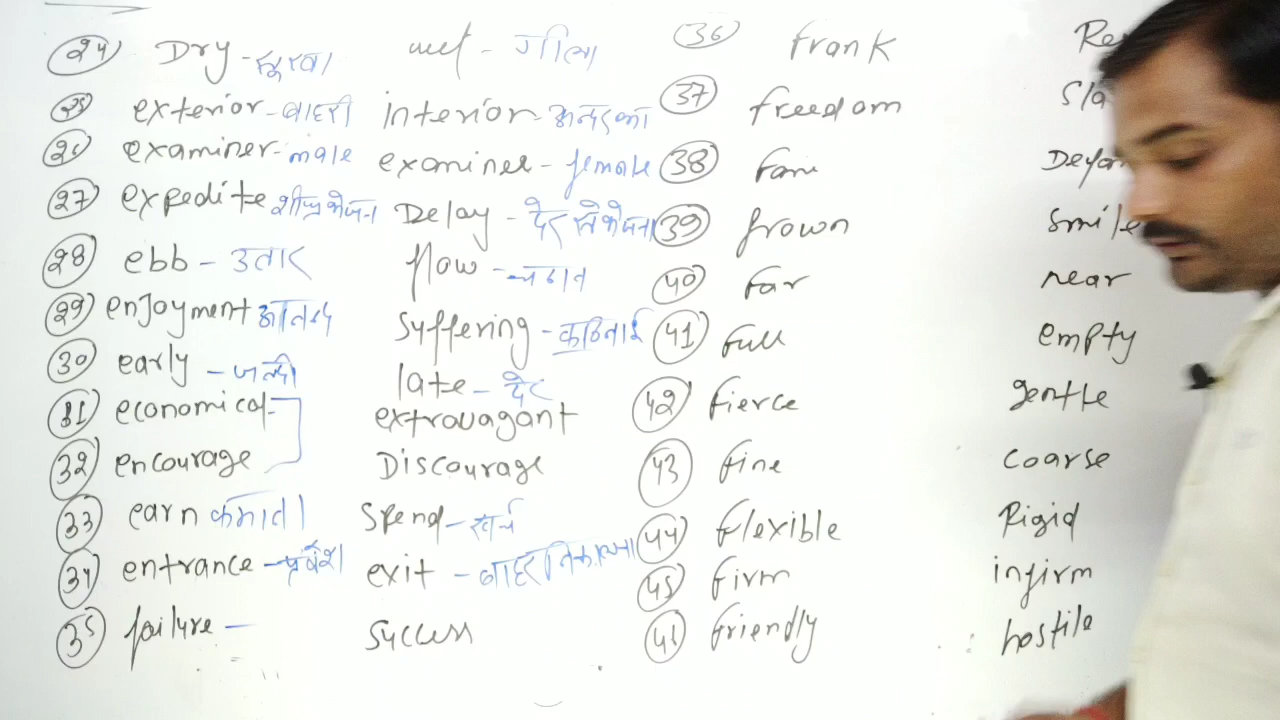 24 Dry - सूखा wet - गीला
25 exterior - बाहरी interior - अन्दर का
26 examiner - male examinee - female
27 expedite शीघ्र भेजना Delay - देर से भेजना
28 ebb - उतार flow - चढाव
29 enjoyment आनन्द suffering - कठिनाई
30 early - जल्दी late - देर
31 economical - extravagant
32 encourage Discourage
33 earn कमाना spend - खर्च
34 entrance - प्रवेश exit - बाहर निकालना
35 failure - success
36 frank Re
37 freedom Sla
38 Defam
39 frown smile
40 far near
41 full empty
42 fierce gentle
43 fine coarse
44 flexible Rigid
45 firm infirm
46 friendly hostile